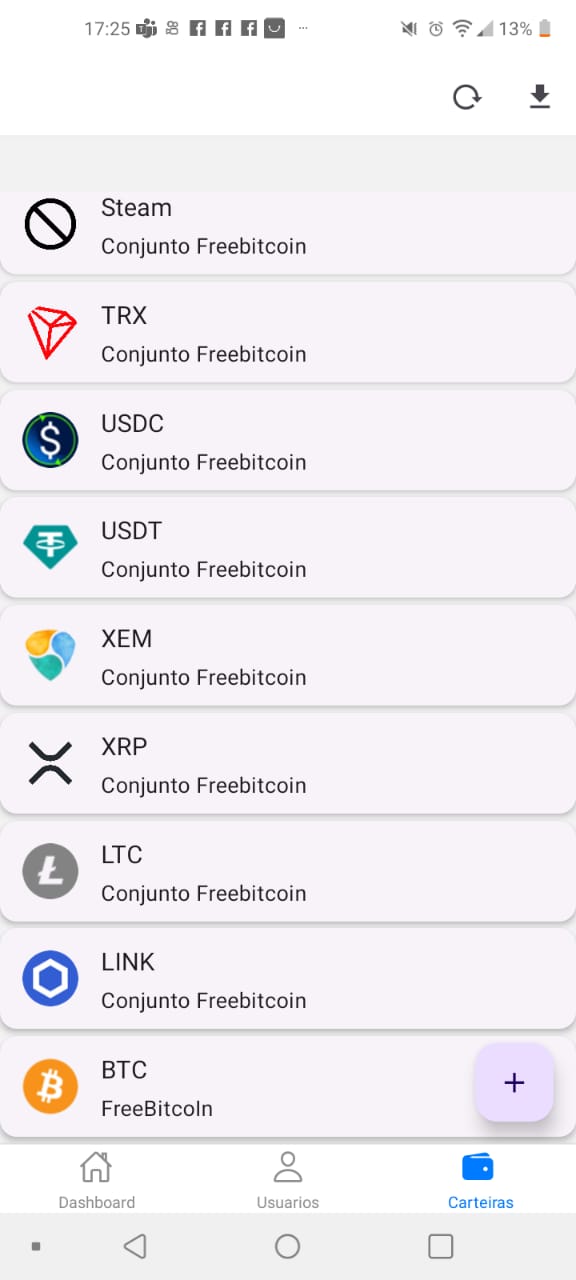 17:25
13%
Steam
Conjunto Freebitcoin
TRX
Conjunto Freebitcoin
USDC
Conjunto Freebitcoin
USDT
Conjunto Freebitcoin
XEM
Conjunto Freebitcoin
XRP
Conjunto Freebitcoin
LTC
Conjunto Freebitcoin
LINK
Conjunto Freebitcoin
BTC
FreeBitcoIn
Dashboard
Usuarios
Carteiras